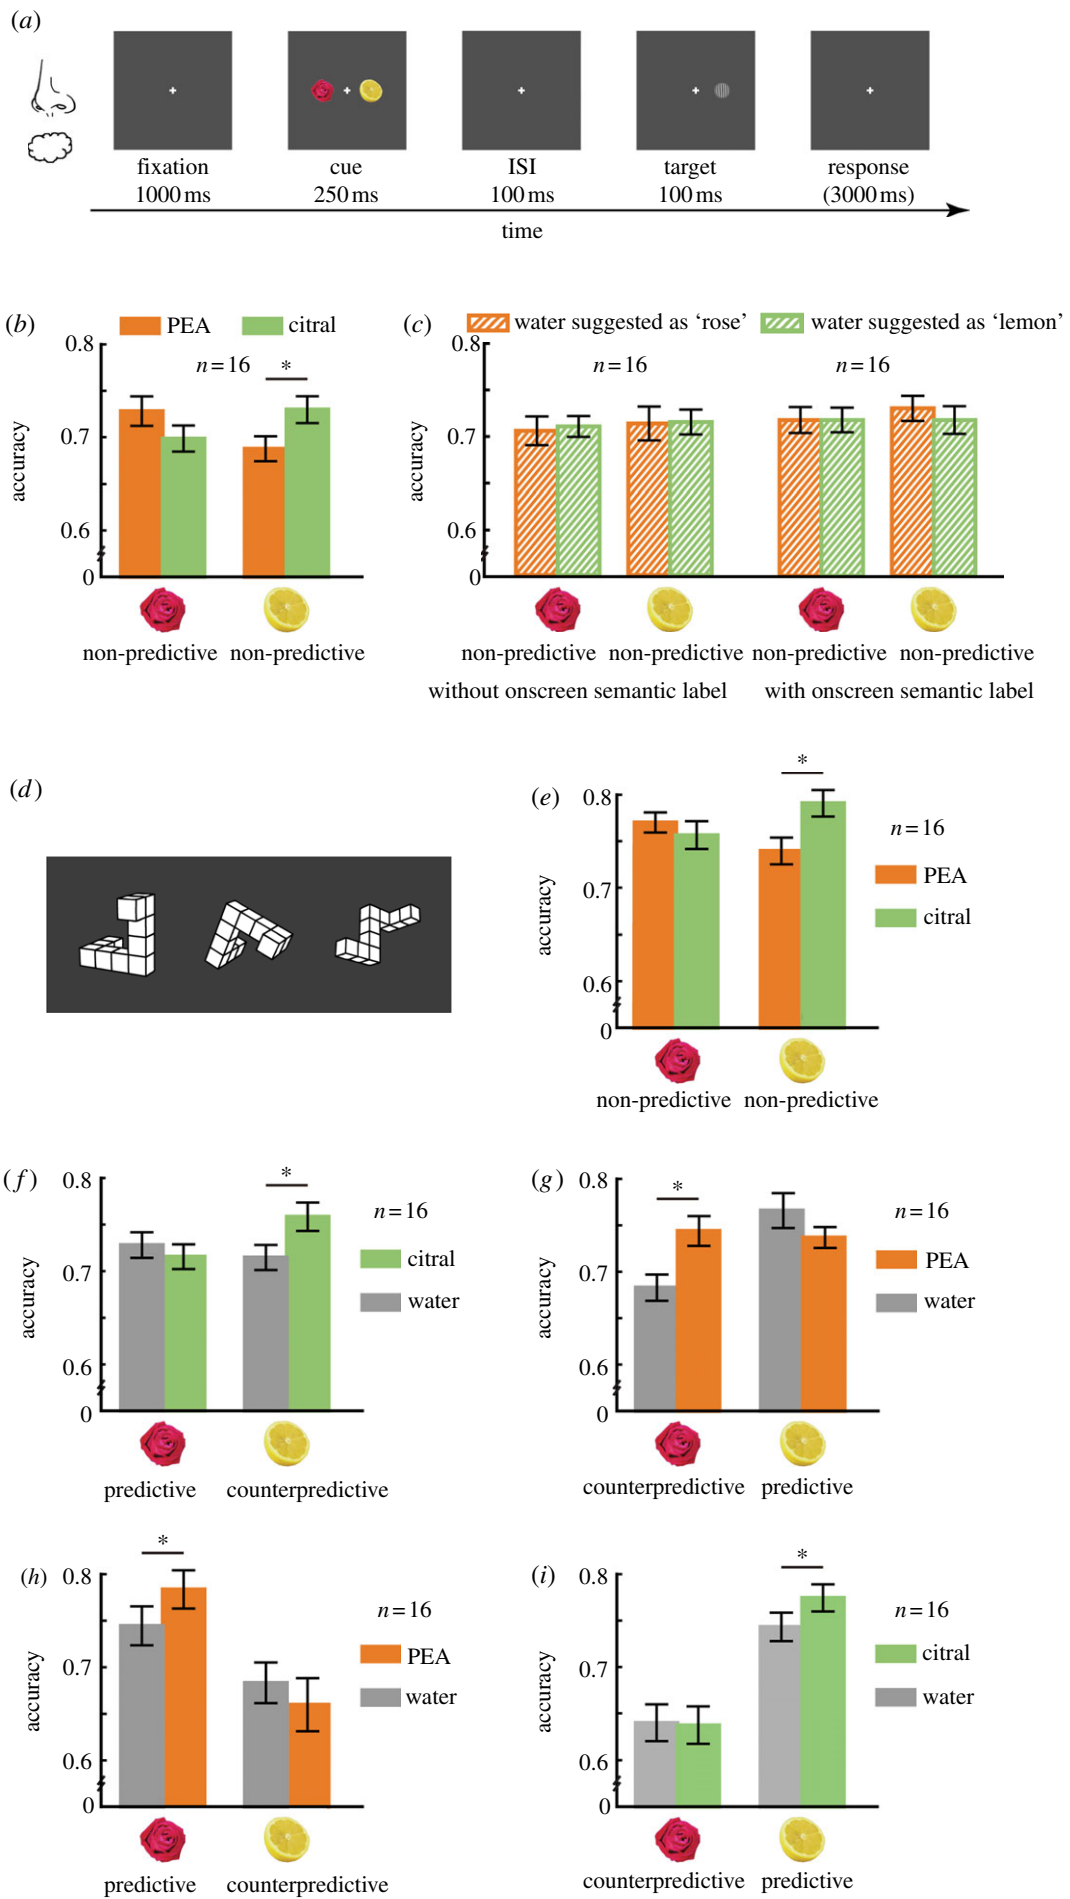 (a)
fixation cue ISI target response
1000 ms 250 ms 100 ms 100 ms (3000 ms)
time
(b) PEA citral
0.8
n = 16 *
accuracy
0.7
0.6
0
non-predictive non-predictive
(c) water suggested as ‘rose’ water suggested as ‘lemon’
0.8
n = 16 n = 16
accuracy
0.7
0.6
0
non-predictive non-predictive non-predictive non-predictive
without onscreen semantic label with onscreen semantic label
(d)
(e)
*
0.8
n = 16
accuracy
PEA
0.7
citral
0.6
0
non-predictive non-predictive
(f)
0.8
*
n = 16
accuracy
citral
0.7
water
0.6
0
predictive counterpredictive
(g)
0.8
*
n = 16
accuracy
PEA
0.7
water
0.6
0
counterpredictive predictive
(h)
*
0.8
n = 16
accuracy
PEA
0.7
water
0.6
0
predictive counterpredictive
(i)
*
0.8
n = 16
accuracy
citral
0.7
water
0.6
0
counterpredictive predictive